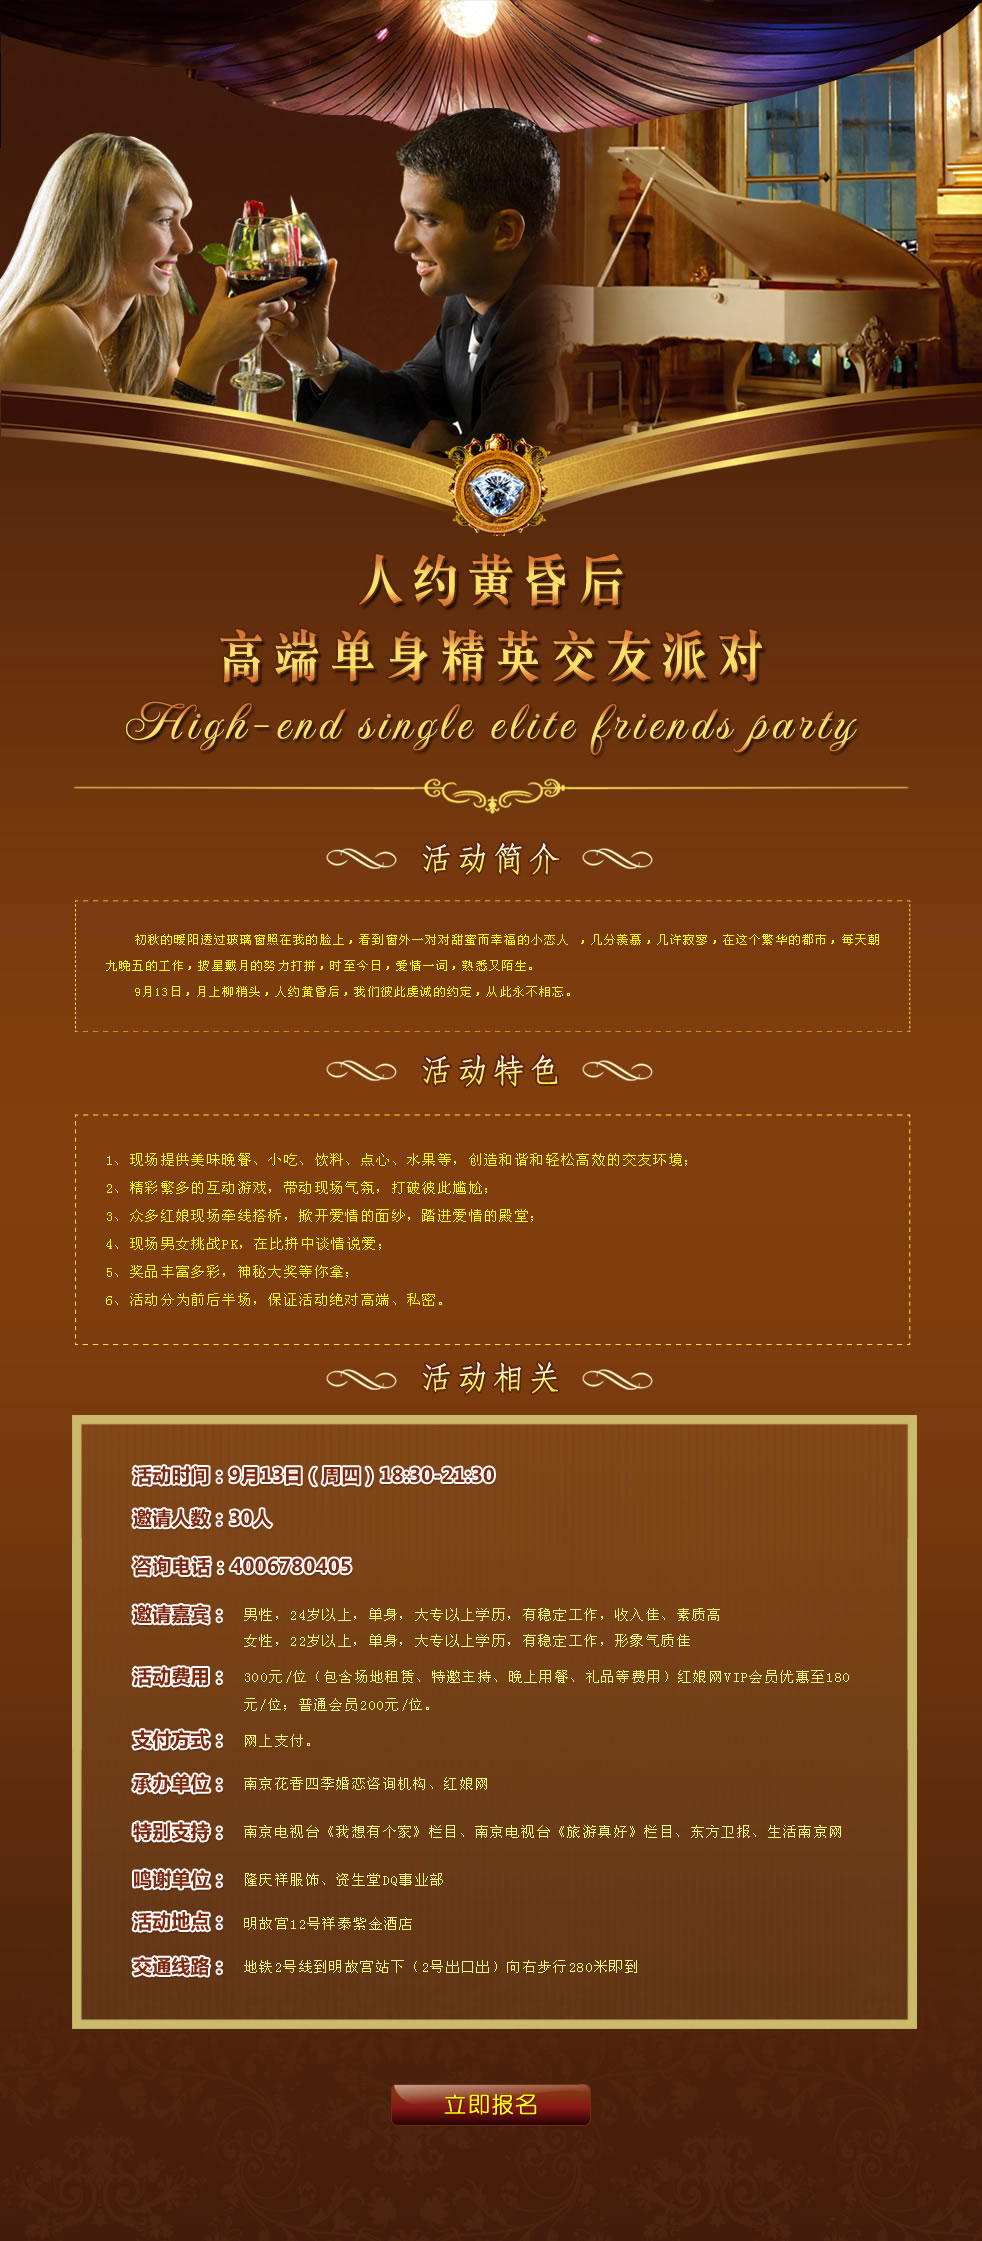 人约黄昏后
高端单身精英交友派对
High-end single elite friends party
活动简介
初秋的暖阳透过玻璃窗照在我的脸上，看到窗外一对对甜蜜而幸福的小恋人 ，几分羡慕，几许寂寥，在这个繁华的都市，每天朝
九晚五的工作，披星戴月的努力打拼，时至今日，爱情一词，熟悉又陌生。
9月13日，月上柳梢头，人约黄昏后，我们彼此虔诚的约定，从此永不相忘。
活动特色
1、现场提供美味晚餐、小吃、饮料、点心、水果等，创造和谐和轻松高效的交友环境；
2、精彩繁多的互动游戏，带动现场气氛，打破彼此尴尬；
3、众多红娘现场牵线搭桥，掀开爱情的面纱，踏进爱情的殿堂；
4、现场男女挑战PK，在比拼中谈情说爱；
5、奖品丰富多彩，神秘大奖等你拿；
6、活动分为前后半场，保证活动绝对高端、私密。
活动相关
活动时间：9月13日（周四）18:30-21:30
邀请人数：30人
咨询电话：4006780405
邀请嘉宾： 男性，24岁以上，单身，大专以上学历，有稳定工作，收入佳、素质高
女性，22岁以上，单身，大专以上学历，有稳定工作，形象气质佳
活动费用： 300元/位（包含场地租赁、特邀主持、晚上用餐、礼品等费用）红娘网VIP会员优惠至180
元/位；普通会员200元/位。
支付方式： 网上支付。
承办单位： 南京花香四季婚恋咨询机构、红娘网
特别支持： 南京电视台《我想有个家》栏目、南京电视台《旅游真好》栏目、东方卫报、生活南京网
鸣谢单位： 隆庆祥服饰、资生堂DQ事业部
活动地点： 明故宫12号祥泰紫金酒店
交通线路： 地铁2号线到明故宫站下（2号出口出）向右步行280米即到
立即报名